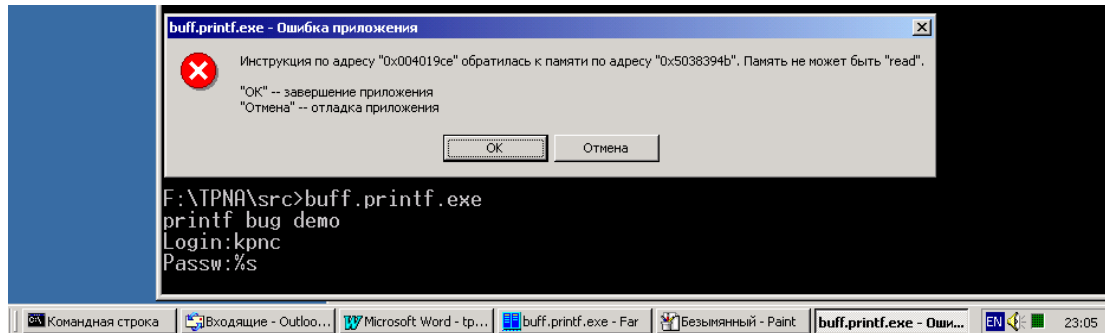 buff.printf.exe - Ошибка приложения
Инструкция по адресу "0x004019ce" обратилась к памяти по адресу "0x5038394b". Память не может быть "read".
"OK" -- завершение приложения
"Отмена" -- отладка приложения
OK
Отмена
F:\TPNA\src>buff.printf.exe
printf bug demo
Login:kpnc
Passw:%s
Командная строка
Входящие - Outloo...
Microsoft Word - tp...
buff.printf.exe - Far
Безымянный - Paint
buff.printf.exe - Оши...
EN
23:05